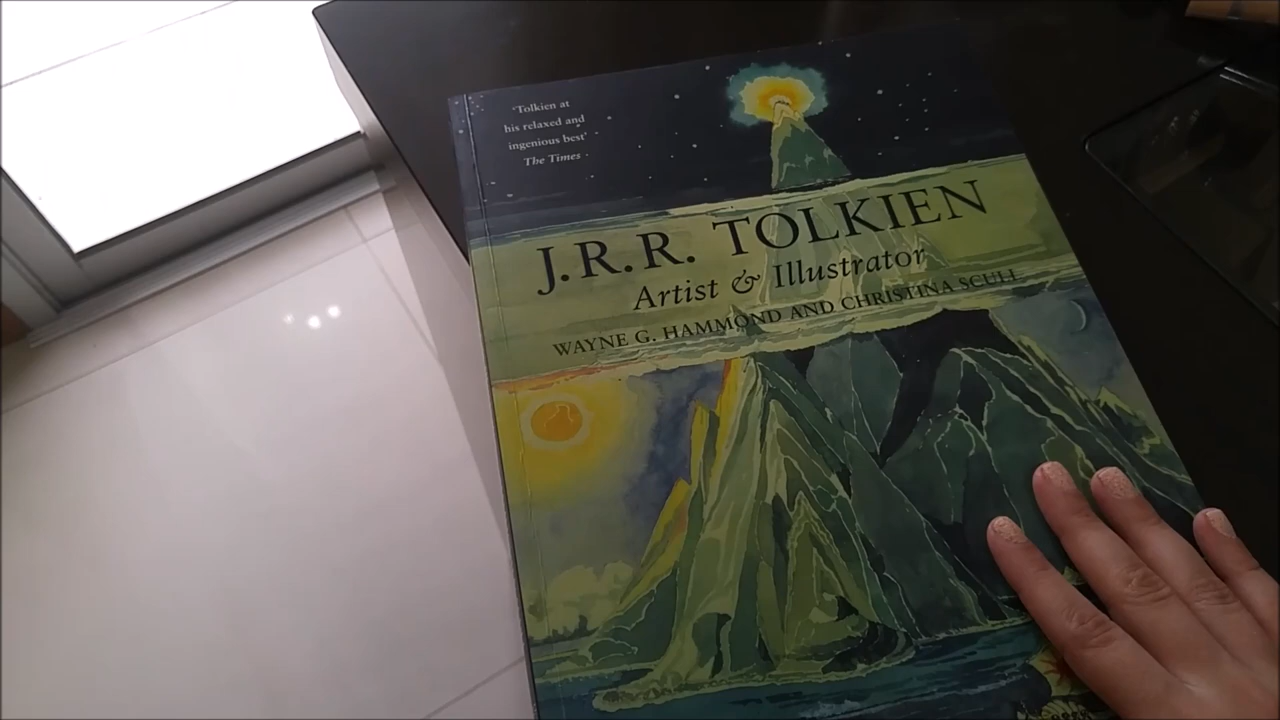 'Tolkien at
his relaxed and
ingenious best'
The Times
J.R.R. TOLKIEN
Artist & Illustrator
WAYNE G. HAMMOND AND CHRISTINA SCULL